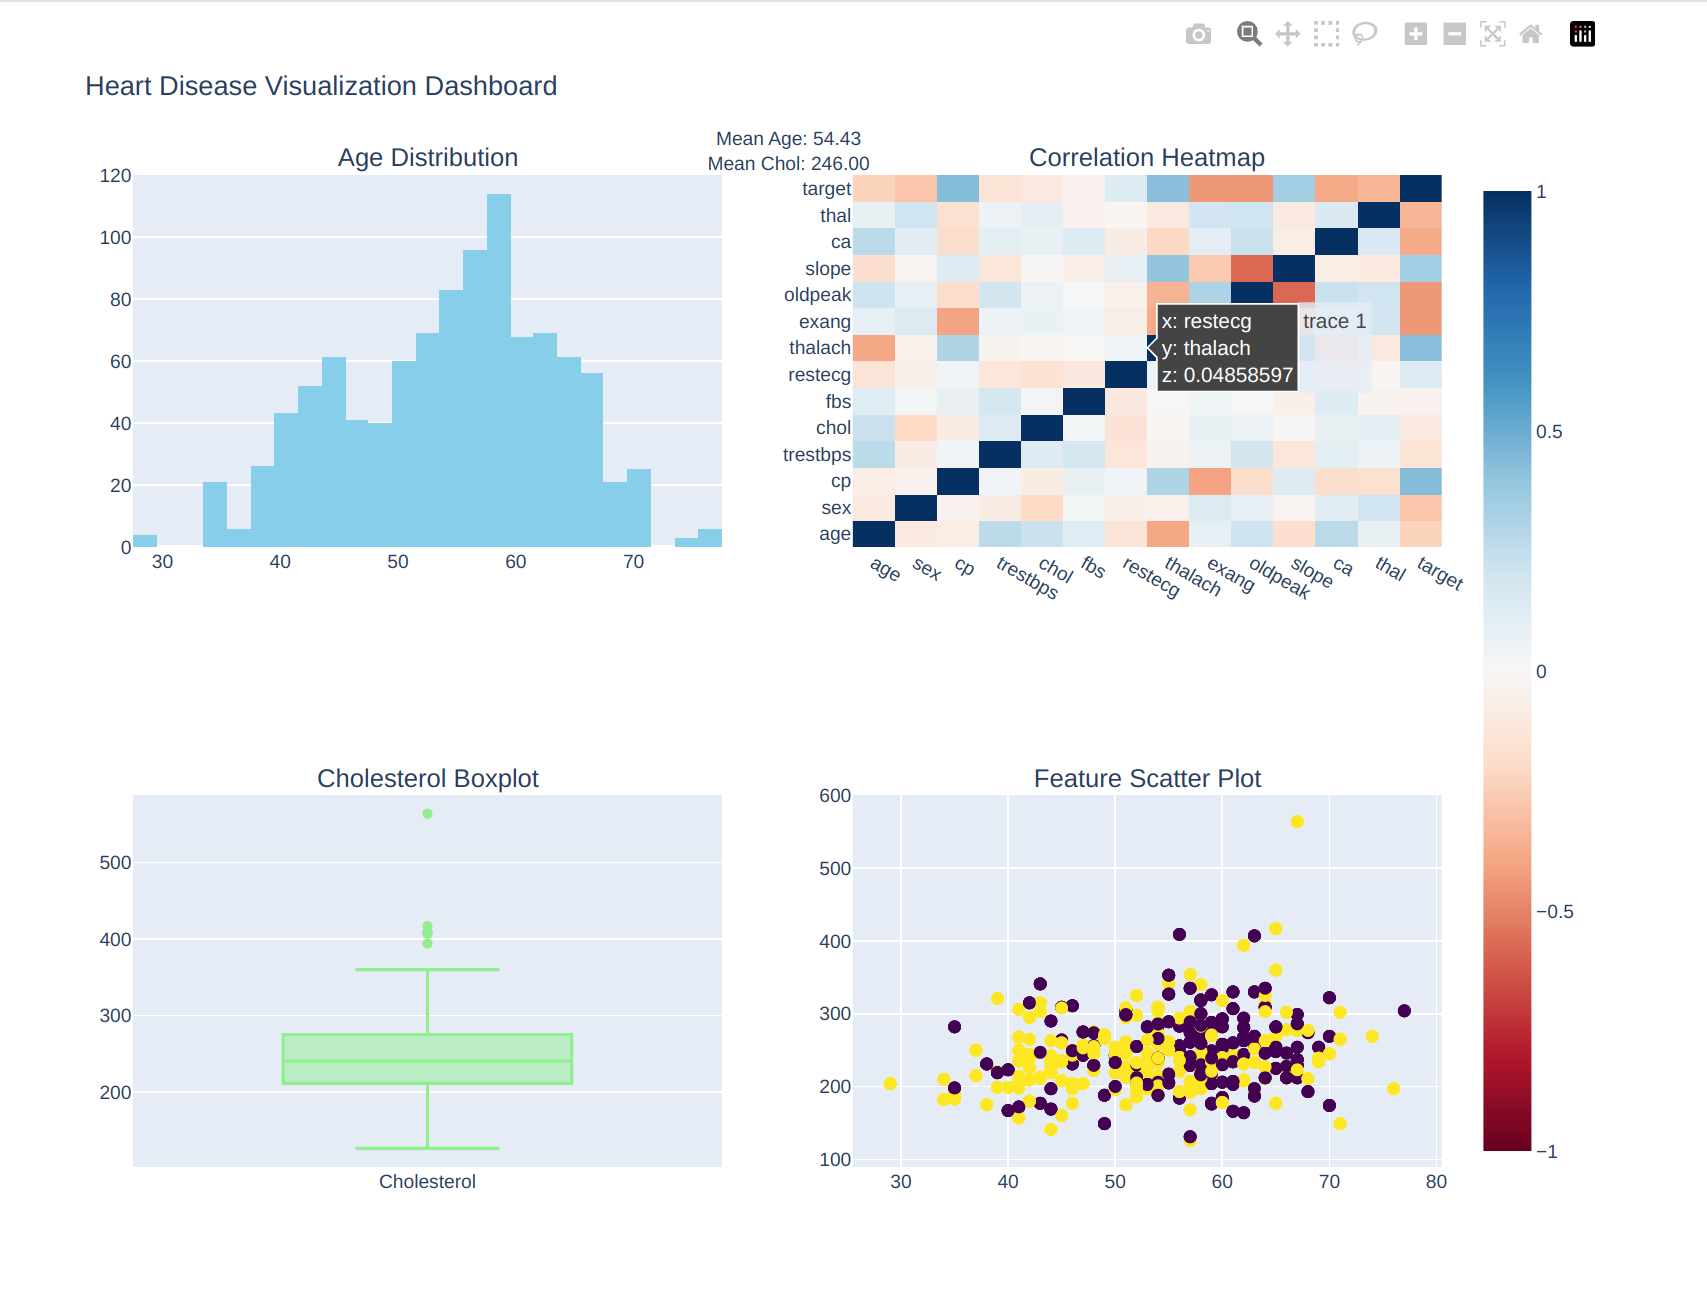 Heart Disease Visualization Dashboard
Mean Age: 54.43
Mean Chol: 246.00
Age Distribution
120
100
80
60
40
20
0
30 40 50 60 70
Correlation Heatmap
target
thal
ca
slope
oldpeak
exang
thalach
restecg
fbs
chol
trestbps
cp
sex
age
x: restecg
y: thalach
z: 0.04858597
trace 1
age sex cp trestbps chol fbs restecg thalach exang oldpeak slope ca thal target
1
0.5
0
−0.5
−1
Cholesterol Boxplot
500
400
300
200
Cholesterol
Feature Scatter Plot
600
500
400
300
200
100
30 40 50 60 70 80